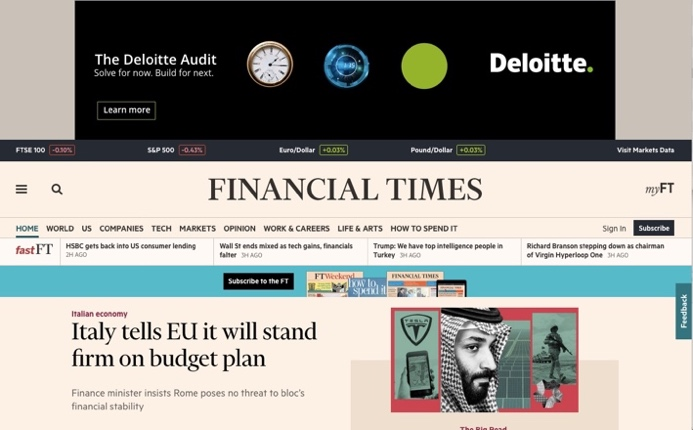 The Deloitte Audit
Solve for now. Build for next.
Learn more
Deloitte.
FTSE 100 -0.10% S&P 500 -0.43% Euro/Dollar +0.03% Pound/Dollar +0.03% Visit Markets Data
FINANCIAL TIMES
myFT
HOME WORLD US COMPANIES TECH MARKETS OPINION WORK & CAREERS LIFE & ARTS HOW TO SPEND IT Sign In Subscribe
fastFT
HSBC gets back into US consumer lending
2H AGO
Wall St ends mixed as tech gains, financials
falter 3H AGO
Trump: We have top intelligence people in
Turkey 3H AGO
Richard Branson stepping down as chairman
of Virgin Hyperloop One 3H AGO
Subscribe to the FT
FTWeekend
how to
spend it
FINANCIAL TIMES
Feedback
Italian economy
Italy tells EU it will stand
firm on budget plan
Finance minister insists Rome poses no threat to bloc's
financial stability
TESLA
The Big Read